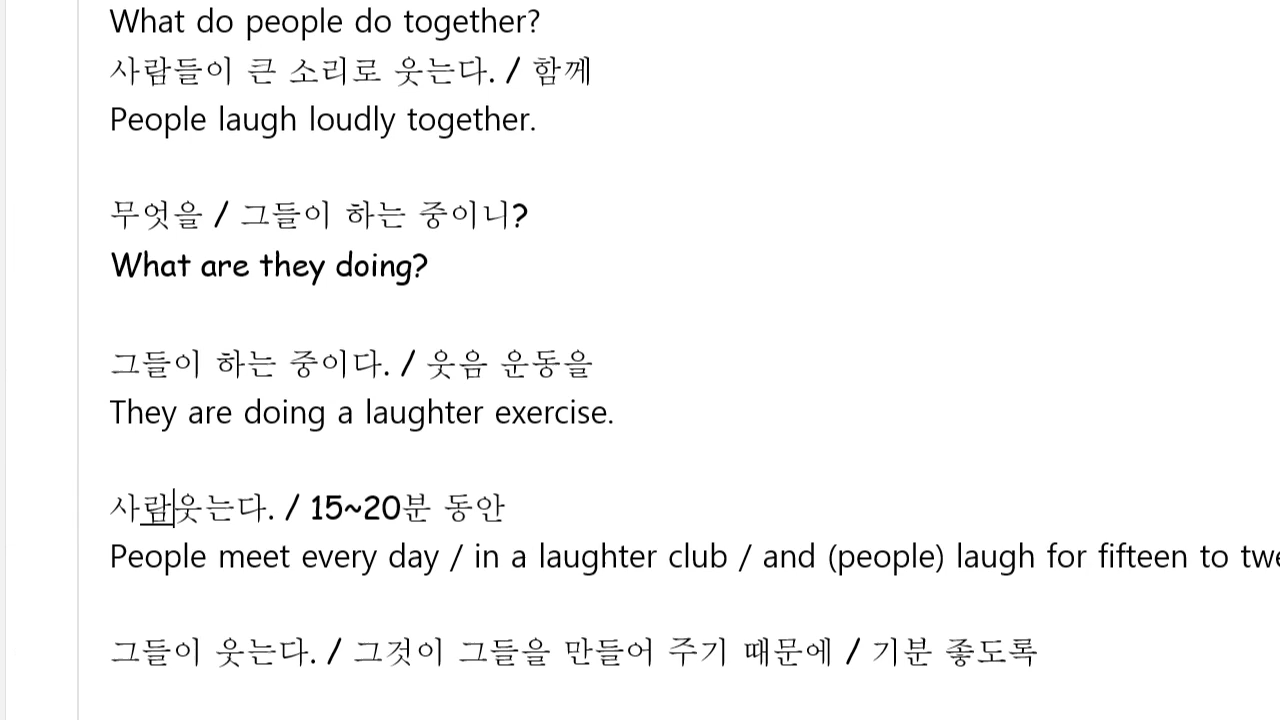 What do people do together?
사람들이 큰 소리로 웃는다. / 함께
People laugh loudly together.
무엇을 / 그들이 하는 중이니?
What are they doing?
그들이 하는 중이다. / 웃음 운동을
They are doing a laughter exercise.
사람웃는다. / 15~20분 동안
People meet every day / in a laughter club / and (people) laugh for fifteen to
그들이 웃는다. / 그것이 그들을 만들어 주기 때문에 / 기분 좋도록